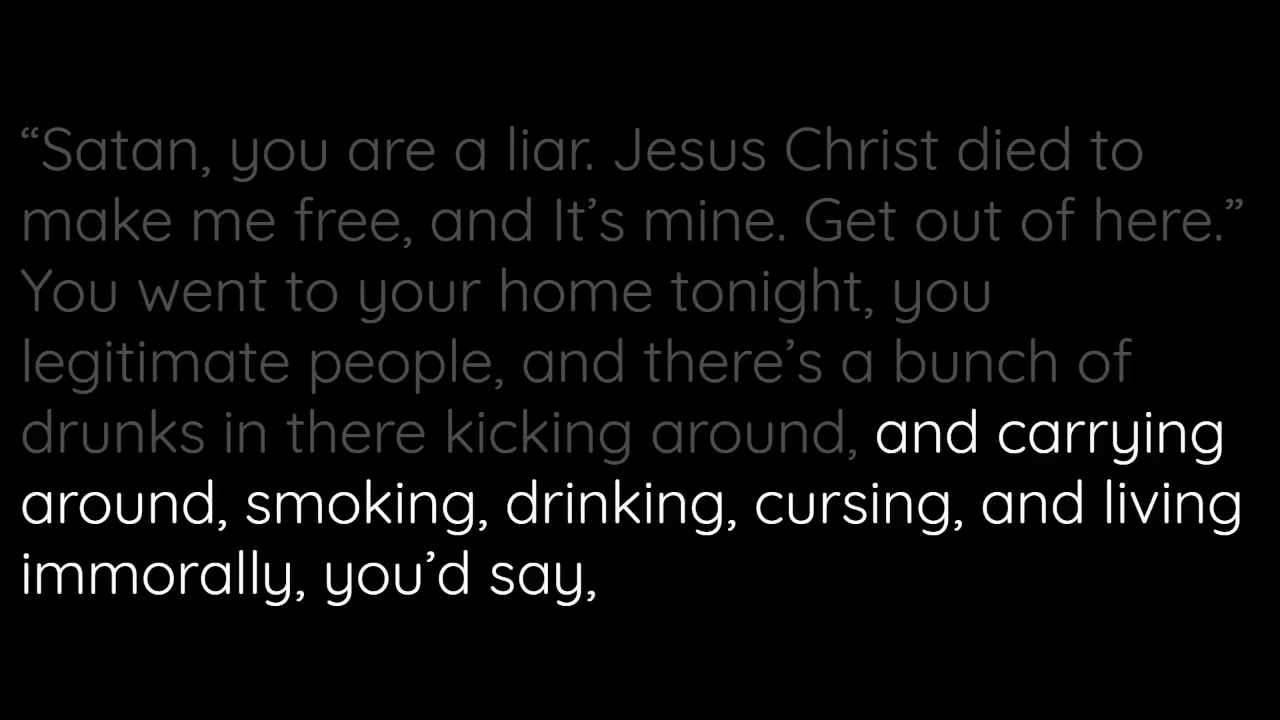 “Satan, you are a liar. Jesus Christ died to
make me free, and It’s mine. Get out of here.”
You went to your home tonight, you
legitimate people, and there’s a bunch of
drunks in there kicking around, and carrying
around, smoking, drinking, cursing, and living
immorally, you’d say,